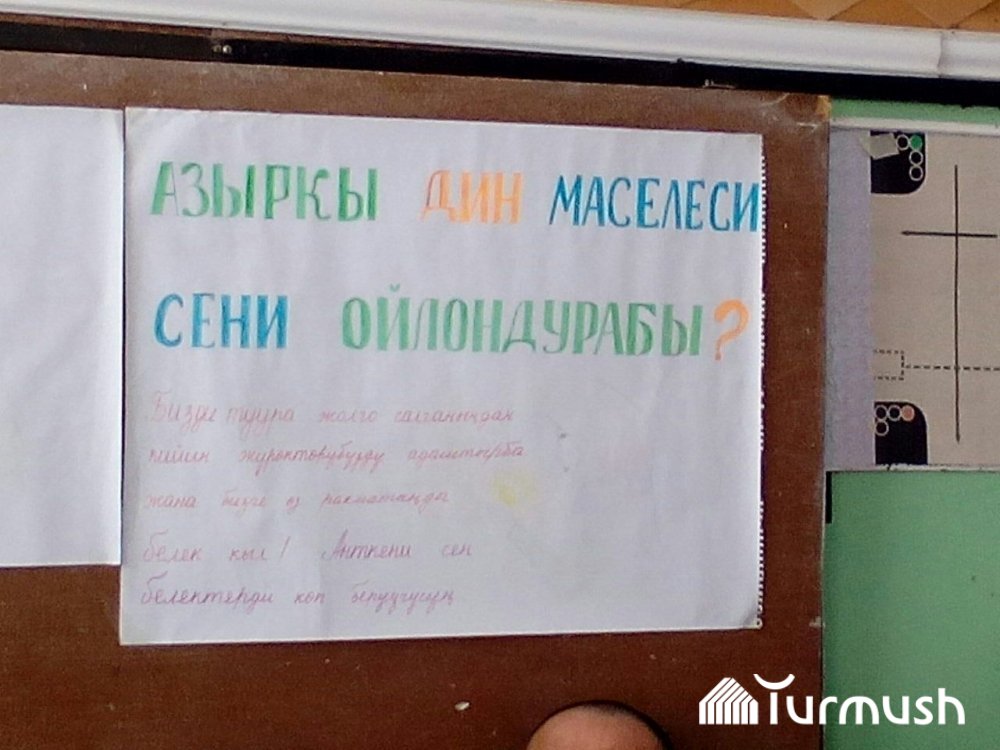 АЗЫРКЫ ДИН МАСЕЛЕСИ
СЕНИ ОЙЛОНДУРАБЫ?
Бизди туура жолго салганыңдан
кийин жүрөктөрүбүздү адаштырба
жана бизге өз рахматыңды
белек кыл! Анткени сен
белектерди көп берүүчүсүң
Turmush